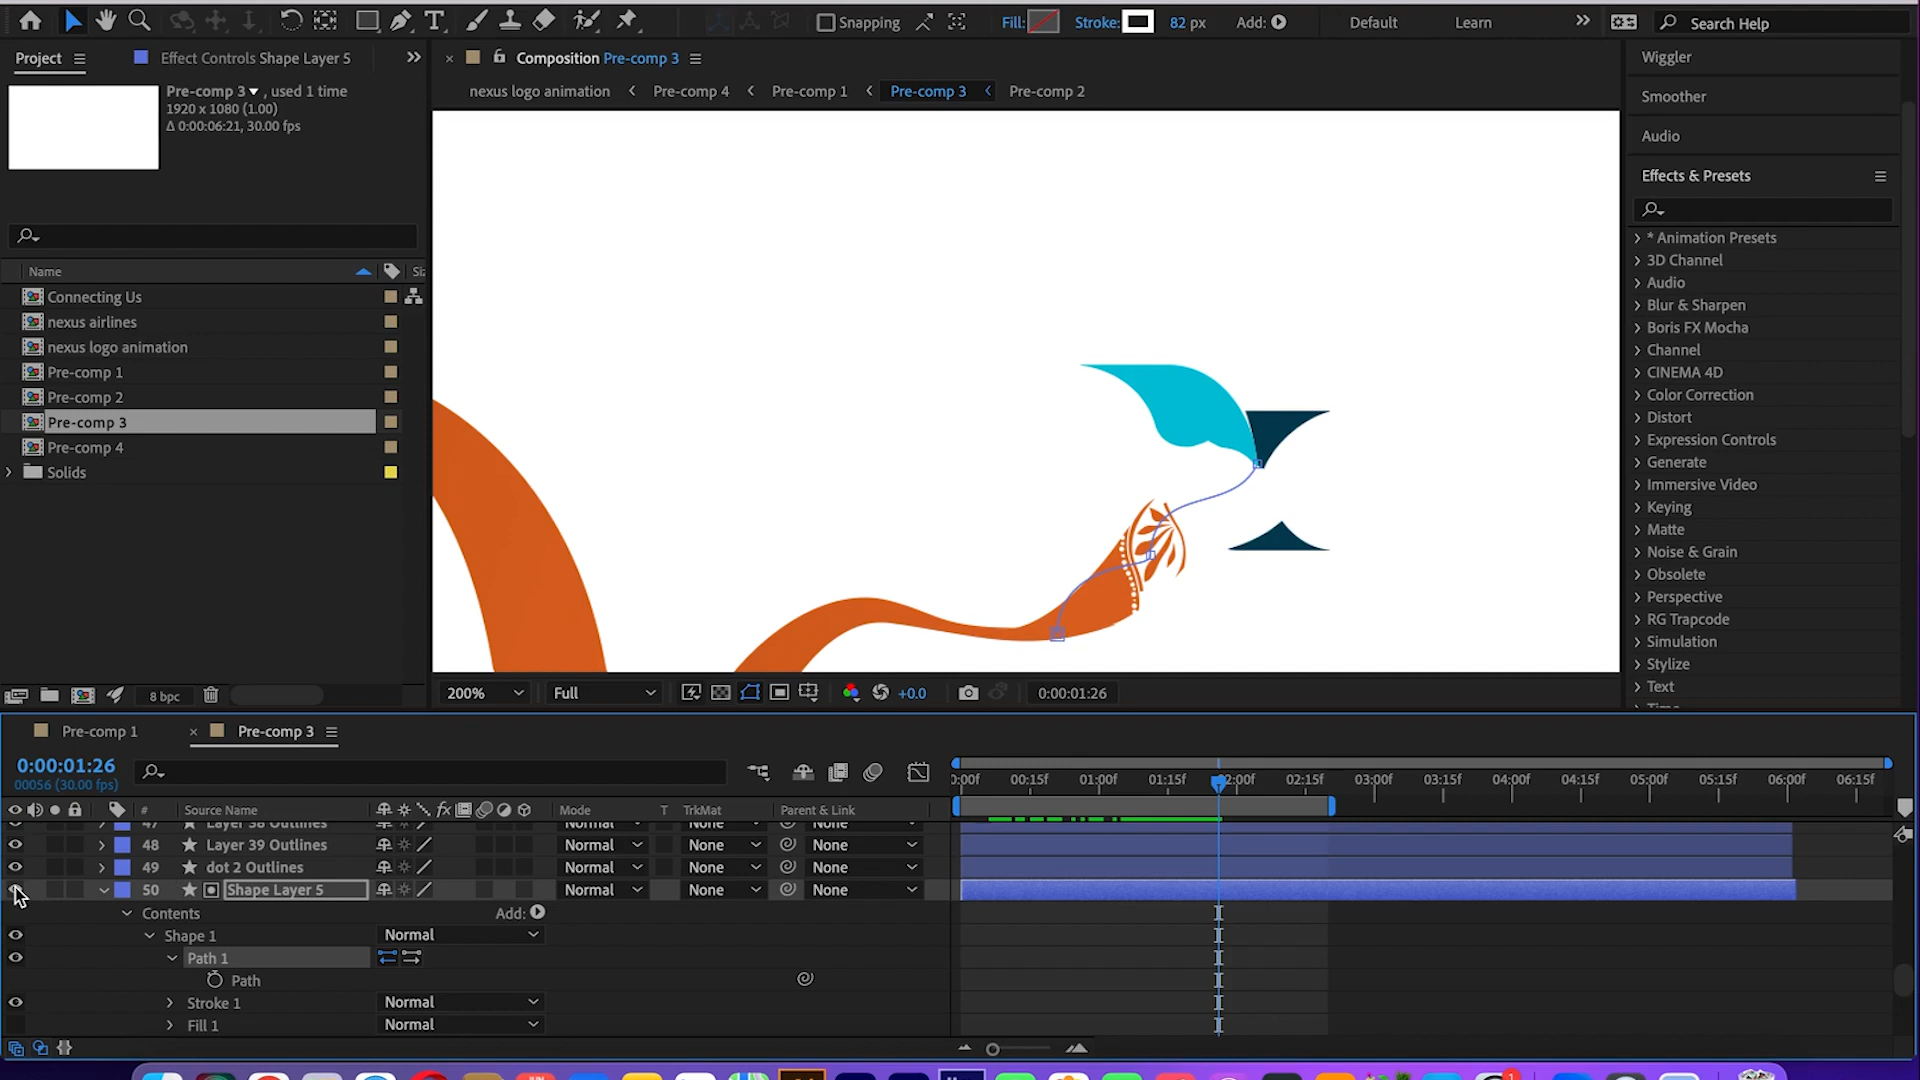 Snapping
Fill:
Stroke:
82 px
Add:
Default
Learn
Search Help
Project
Effect Controls Shape Layer 5
Composition Pre-comp 3
Wiggler
Pre-comp 3 , used 1 time
1920 x 1080 (1.00)
Δ 0:00:06:21, 30.00 fps
nexus logo animation
Pre-comp 4
Pre-comp 1
Pre-comp 3
Pre-comp 2
Smoother
Audio
Effects & Presets
Name
Connecting Us
nexus airlines
nexus logo animation
Pre-comp 1
Pre-comp 2
Pre-comp 3
Pre-comp 4
Solids
* Animation Presets
3D Channel
Audio
Blur & Sharpen
Boris FX Mocha
Channel
CINEMA 4D
Color Correction
Distort
Expression Controls
Generate
Immersive Video
Keying
Matte
Noise & Grain
Obsolete
Perspective
RG Trapcode
Simulation
Stylize
Text
8 bpc
200%
Full
+0.0
0:00:01:26
Pre-comp 1
Pre-comp 3
0:00:01:26
00056 (30.00 fps)
0:00f 00:15f 01:00f 01:15f 02:00f 02:15f 03:00f 03:15f 04:00f 04:15f 05:00f 05:15f 06:00f 06:15f
# Source Name Mode T TrkMat Parent & Link
47 Layer 38 Outlines Normal None None
48 Layer 39 Outlines Normal None None
49 dot 2 Outlines Normal None None
50 Shape Layer 5 Normal None None
Contents Add:
Shape 1 Normal
Path 1
Path
Stroke 1 Normal
Fill 1 Normal